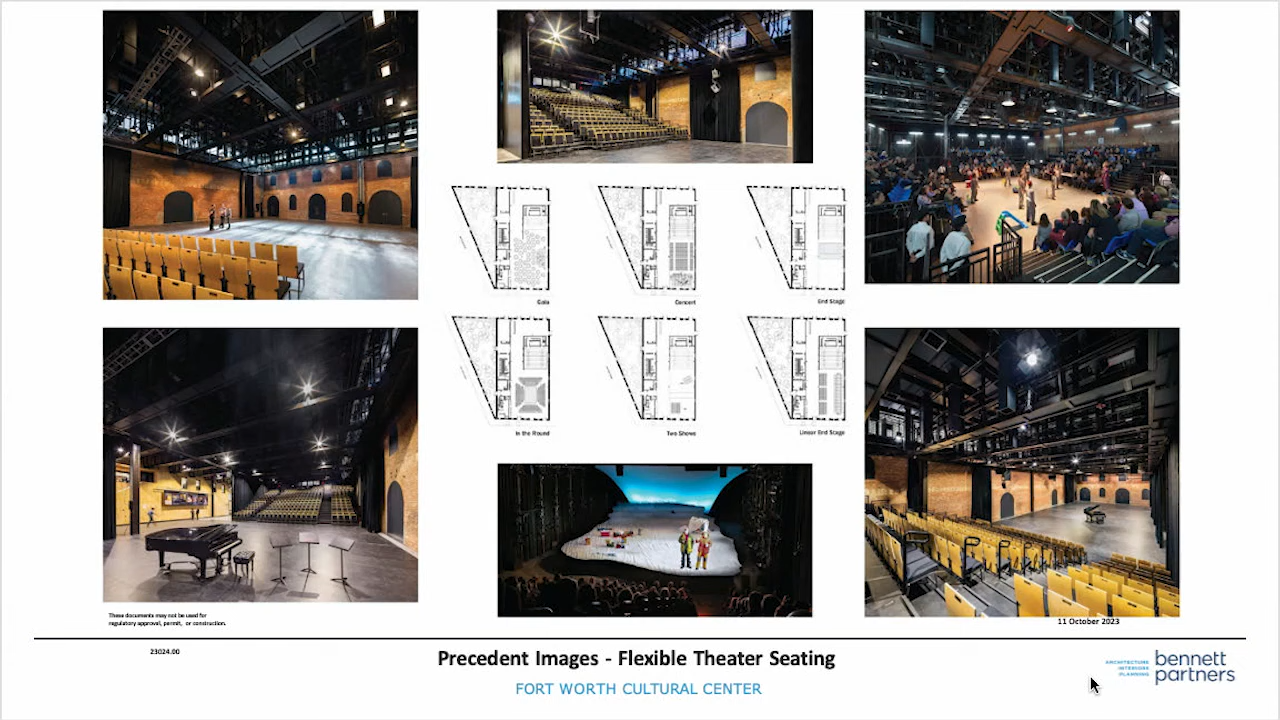 Gala
Concert
End Stage
In the Round
Two Shows
Linear End Stage
These documents may not be used for
regulatory approval, permit, or construction.
11 October 2023
23024.00
Precedent Images - Flexible Theater Seating
FORT WORTH CULTURAL CENTER
ARCHITECTURE
INTERIORS
PLANNING
bennett
partners